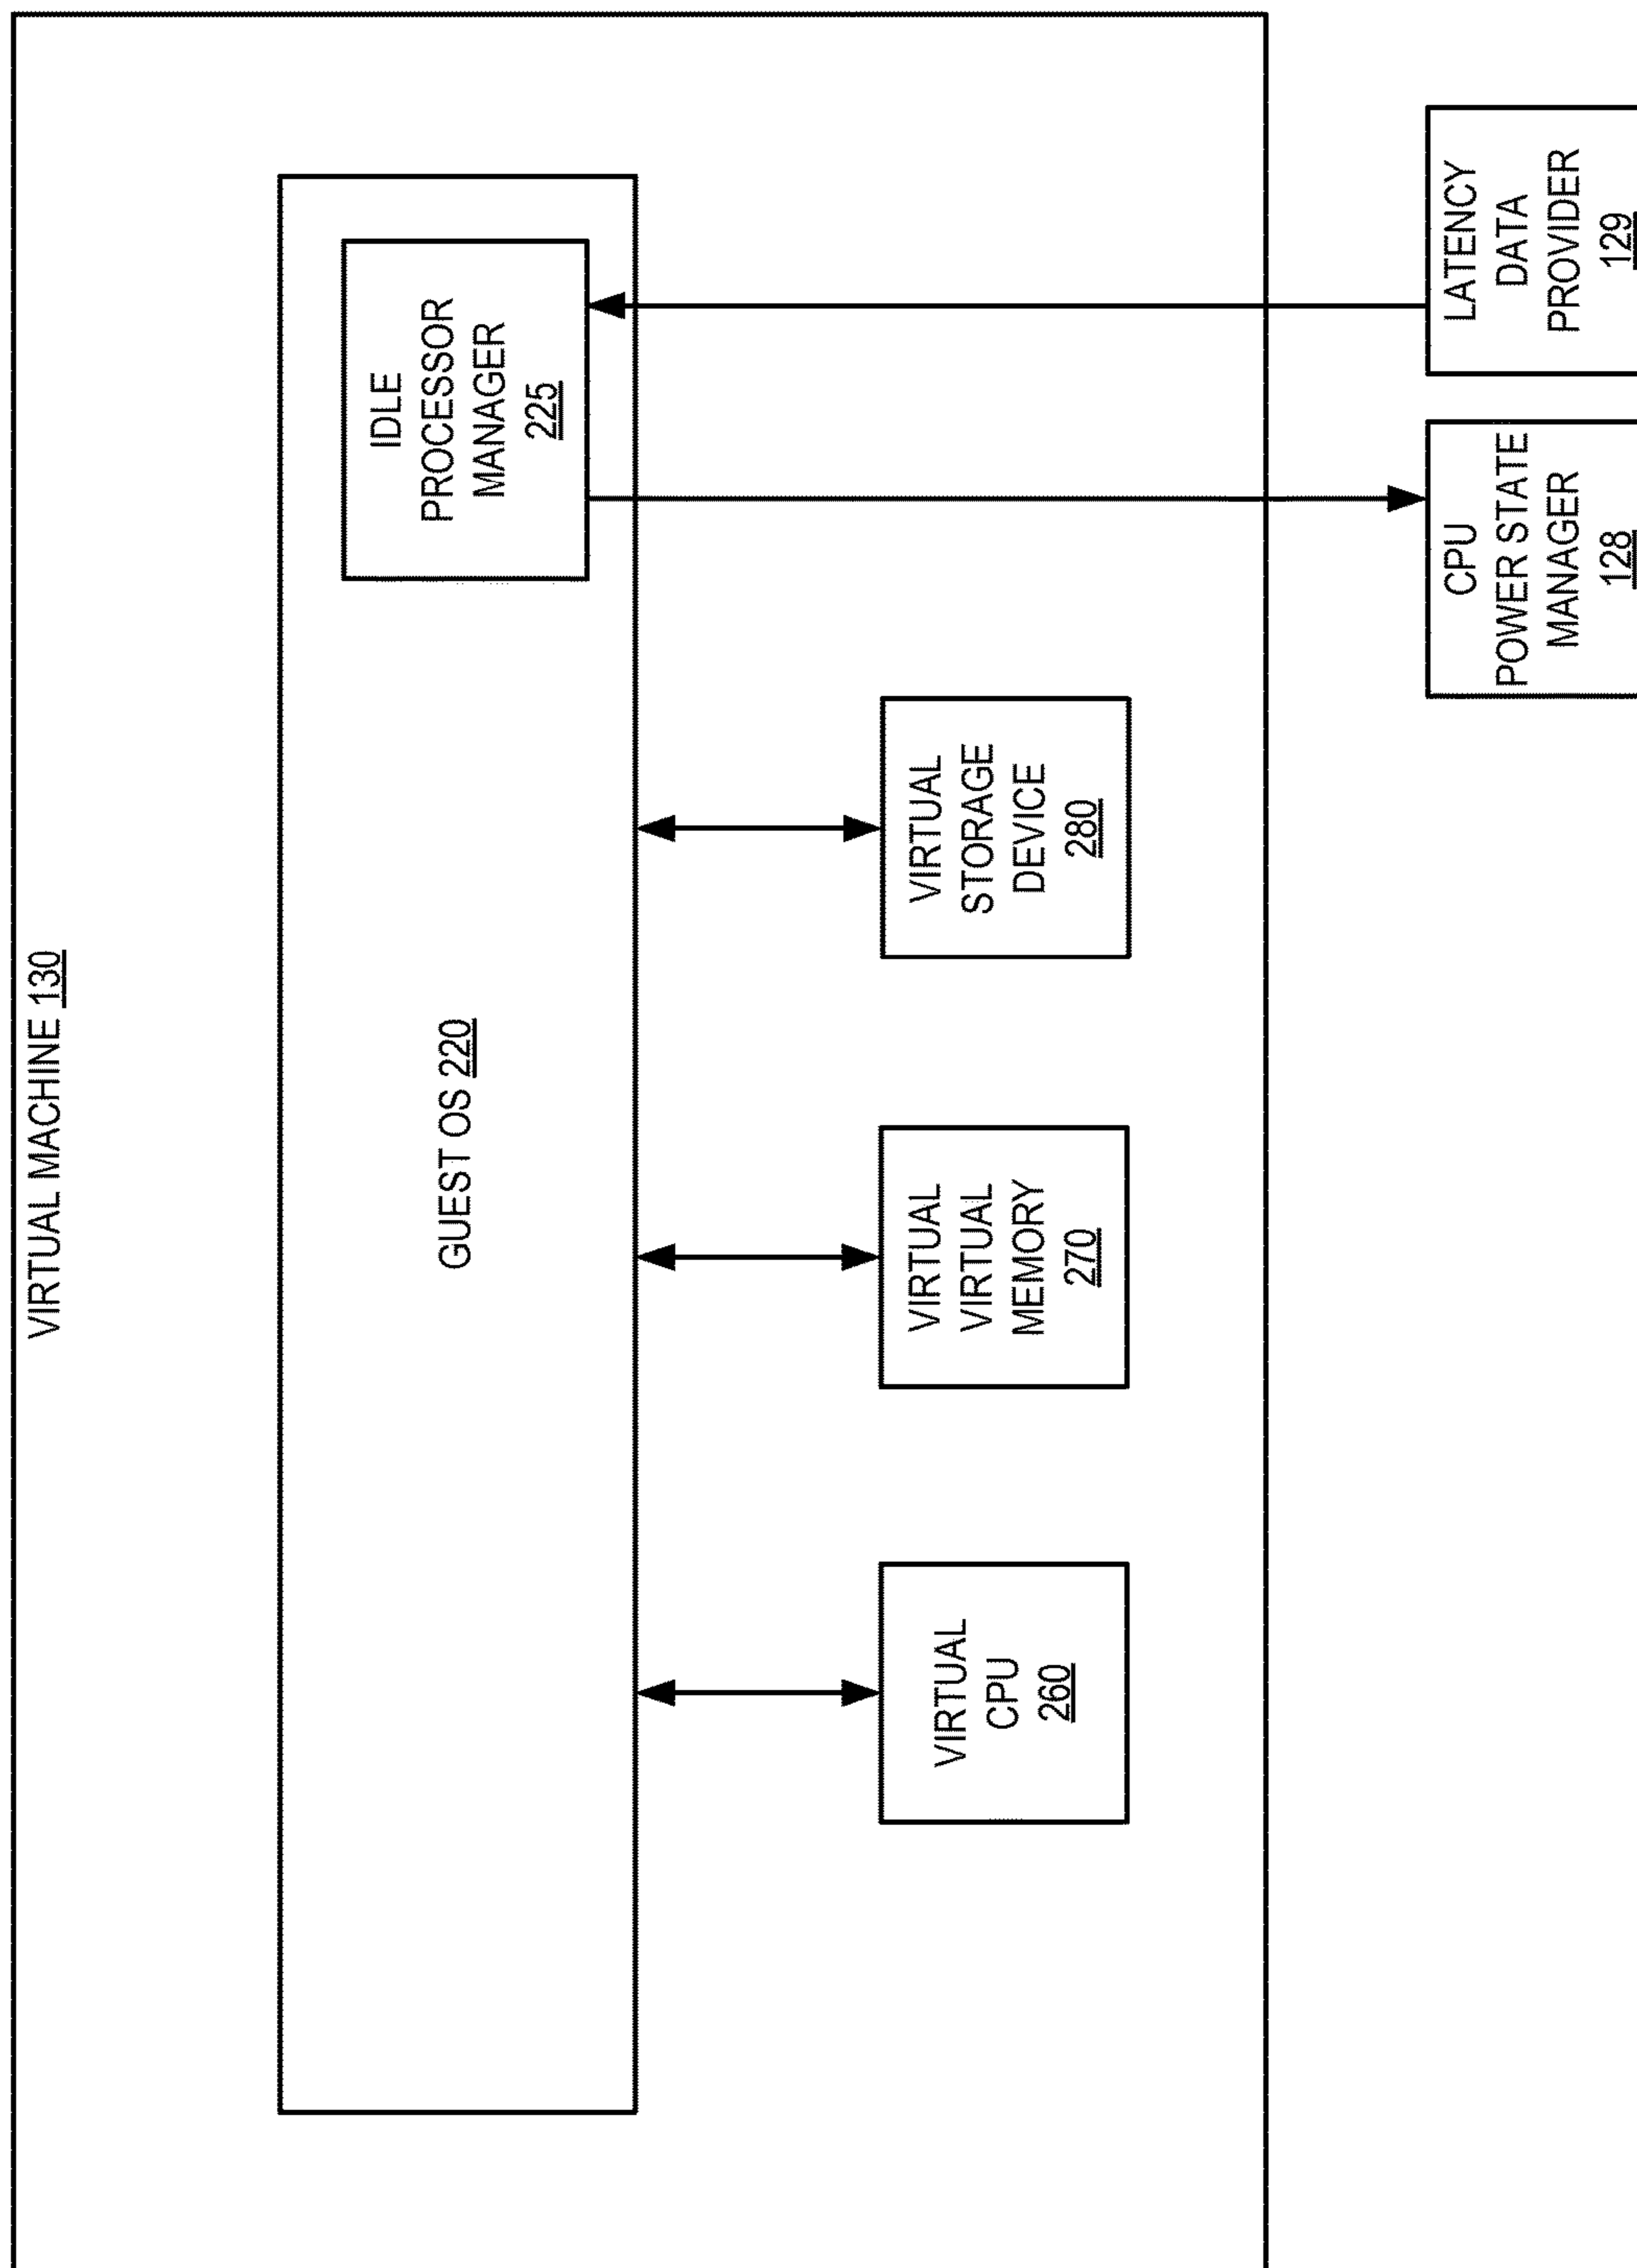 VIRTUAL MACHINE 130
GUEST OS 220
IDLE
PROCESSOR
MANAGER
225
VIRTUAL
CPU
260
VIRTUAL
VIRTUAL
MEMORY
270
VIRTUAL
STORAGE
DEVICE
280
CPU
POWER STATE
MANAGER
128
LATENCY
DATA
PROVIDER
129